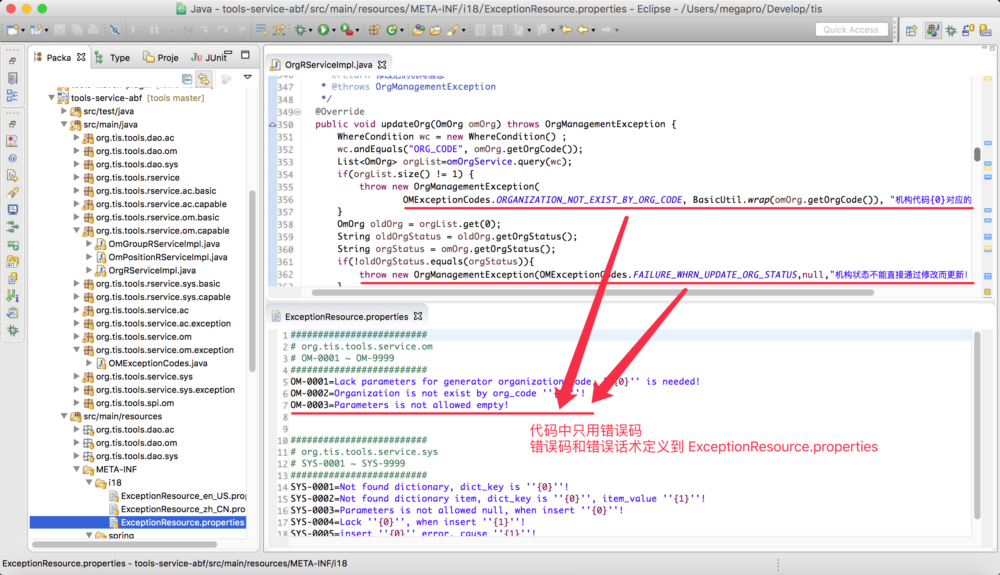 Java - tools-service-abf/src/main/resources/META-INF/i18/ExceptionResource.properties - Eclipse - /Users/megapro/Develop/tis
Quick Access
Packa
Type
Proje
JUnit
tools-service-abf [tools master]
src/test/java
src/main/java
org.tis.tools.dao.ac
org.tis.tools.dao.om
org.tis.tools.dao.sys
org.tis.tools.rservice
org.tis.tools.rservice.ac.basic
org.tis.tools.rservice.ac.capable
org.tis.tools.rservice.om.basic
org.tis.tools.rservice.om.capable
OmGroupRServiceImpl.java
OmPositionRServiceImpl.java
OrgRServiceImpl.java
org.tis.tools.rservice.sys.basic
org.tis.tools.rservice.sys.capable
org.tis.tools.service.ac
org.tis.tools.service.ac.exception
org.tis.tools.service.om
org.tis.tools.service.om.exception
OMExceptionCodes.java
org.tis.tools.service.sys
org.tis.tools.service.sys.exception
org.tis.tools.spi.om
src/main/resources
org.tis.tools.dao.ac
org.tis.tools.dao.om
org.tis.tools.dao.sys
META-INF
i18
ExceptionResource_en_US.prop
ExceptionResource_zh_CN.pro
ExceptionResource.properties
spring
OrgRServiceImpl.java
346 * @return 修改后的机构信息
347 * @throws OrgManagementException
348 */
349 @Override
350 public void updateOrg(OmOrg omOrg) throws OrgManagementException {
351 WhereCondition wc = new WhereCondition() ;
352 wc.andEquals("ORG_CODE", omOrg.getOrgCode());
353 List<OmOrg> orgList=omOrgService.query(wc);
354 if(orgList.size() != 1) {
355 throw new OrgManagementException(
356 OMExceptionCodes.ORGANIZATION_NOT_EXIST_BY_ORG_CODE, BasicUtil.wrap(omOrg.getOrgCode()), "机构代码{0}对应的
357 }
358 OmOrg oldOrg = orgList.get(0);
359 String oldOrgStatus = oldOrg.getOrgStatus();
360 String orgStatus = omOrg.getOrgStatus();
361 if(!oldOrgStatus.equals(orgStatus)){
362 throw new OrgManagementException(OMExceptionCodes.FAILURE_WHRN_UPDATE_ORG_STATUS,null,"机构状态不能直接通过修改而更新!
363 }
ExceptionResource.properties
1 #########################
2 # org.tis.tools.service.om
3 # OM-0001 ~ OM-9999
4 #########################
5 OM-0001=Lack parameters for generator organization code, ''{0}'' is needed!
6 OM-0002=Organization is not exist by org_code ''{0}''!
7 OM-0003=Parameters is not allowed empty!
8
9
10 #########################
11 # org.tis.tools.service.sys
12 # SYS-0001 ~ SYS-9999
13 #########################
14 SYS-0001=Not found dictionary, dict_key is ''{0}''!
15 SYS-0002=Not found dictionary item, dict_key is ''{0}'', item_value ''{1}''!
16 SYS-0003=Parameters is not allowed null, when insert ''{0}''!
17 SYS-0004=Lack ''{0}'', when insert ''{1}''!
18 SYS-0005=insert ''{0}'' error, cause ''{1}''!
代码中只用错误码
错误码和错误话术定义到 ExceptionResource.properties
ExceptionResource.properties - tools-service-abf/src/main/resources/META-INF/i18